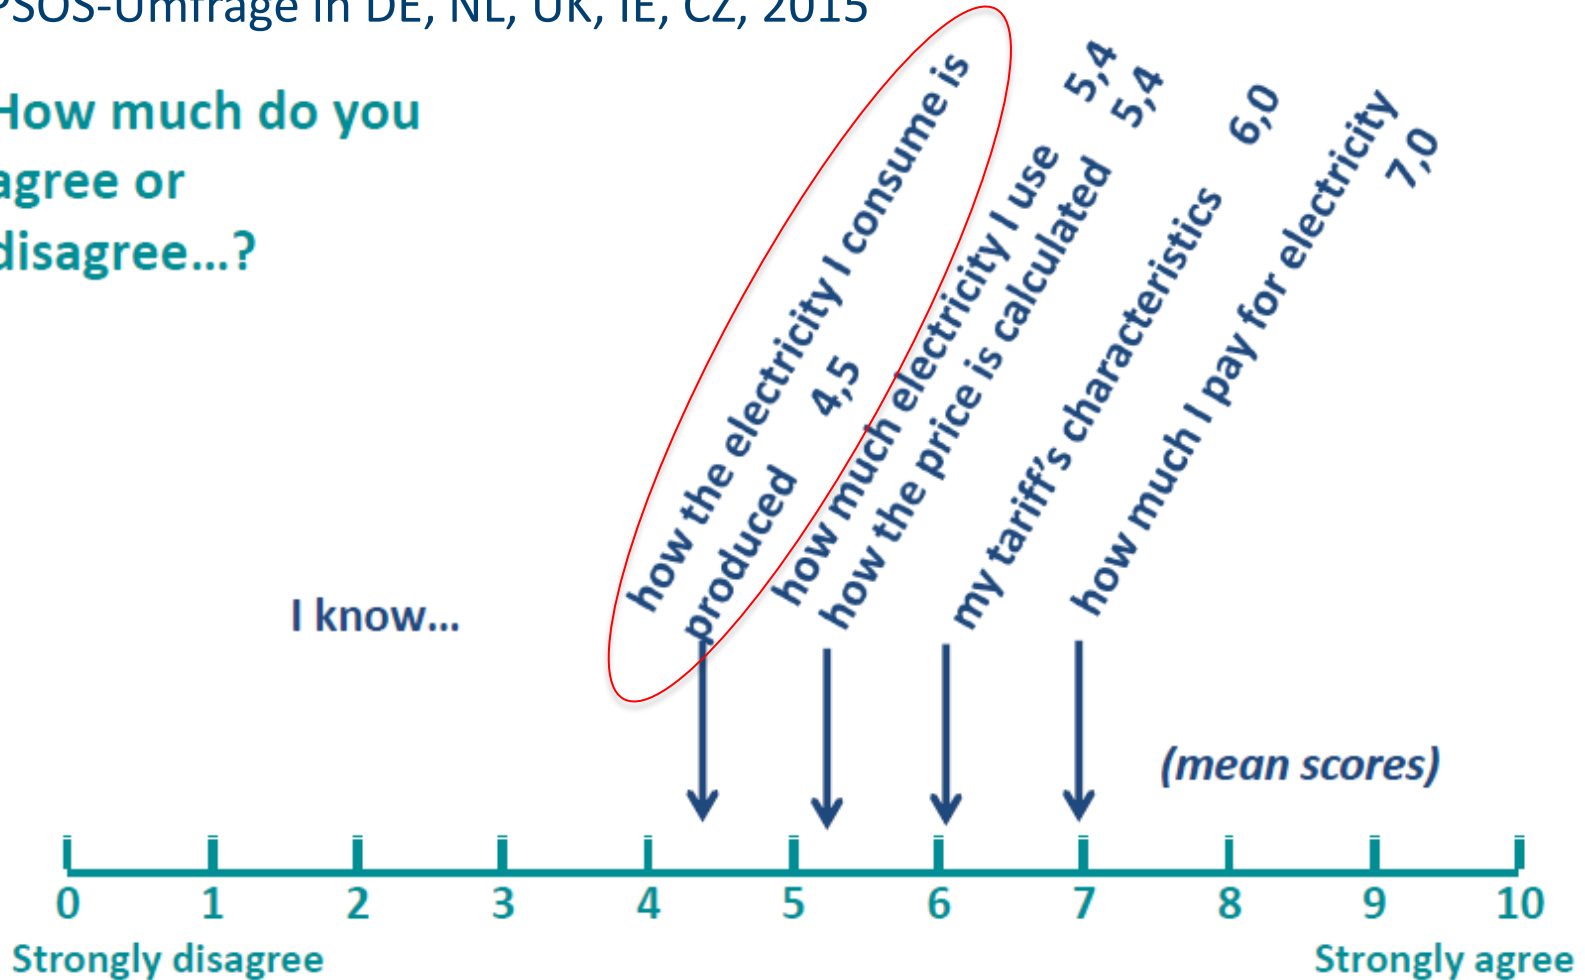 PSOS-Umfrage in DE, NL, UK, IE, CZ, 2015
How much do you
agree or
disagree...?
I know...
how the electricity I consume is
produced 4,5
how much electricity I use 5,4
how the price is calculated 5,4
my tariff's characteristics 6,0
how much I pay for electricity
7,0
(mean scores)
0 1 2 3 4 5 6 7 8 9 10
Strongly disagree Strongly agree